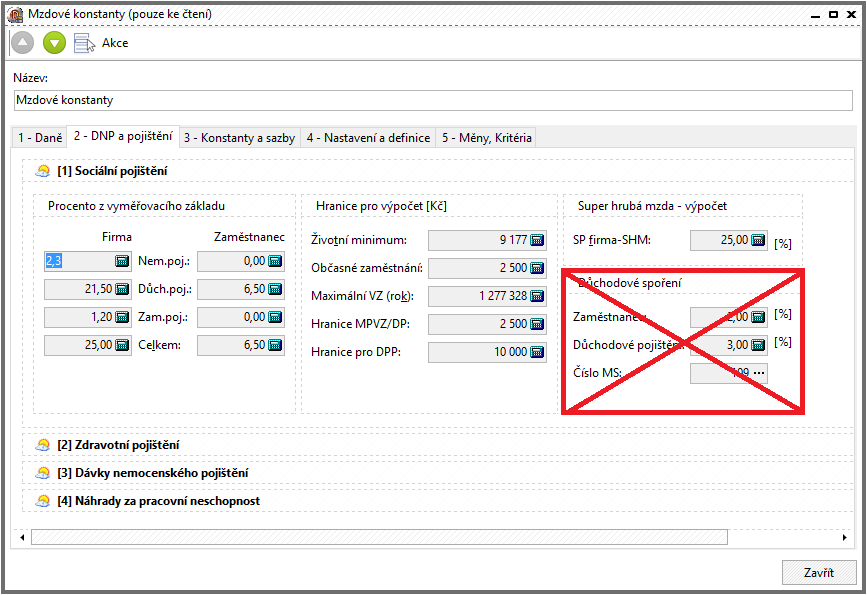 Mzdové konstanty (pouze ke čtení)
Akce
Název:
Mzdové konstanty
1 - Daně 2 - DNP a pojištění 3 - Konstanty a sazby 4 - Nastavení a definice 5 - Měny, Kritéria
[1] Sociální pojištění
Procento z vyměřovacího základu
Firma Zaměstnanec
2,3 Nem.poj.: 0,00
21,50 Důch.poj.: 6,50
1,20 Zam.poj.: 0,00
25,00 Celkem: 6,50
Hranice pro výpočet [Kč]
Životní minimum: 9 177
Občasné zaměstnání: 2 500
Maximální VZ (rok): 1 277 328
Hranice MPVZ/DP: 2 500
Hranice pro DPP: 10 000
Super hrubá mzda - výpočet
SP firma-SHM: 25,00 [%]
Důchodové spoření
Zaměstnanec: 2,00 [%]
Důchodové pojištění: 3,00 [%]
Číslo MS: 109 ...
[2] Zdravotní pojištění
[3] Dávky nemocenského pojištění
[4] Náhrady za pracovní neschopnost
Zavřít